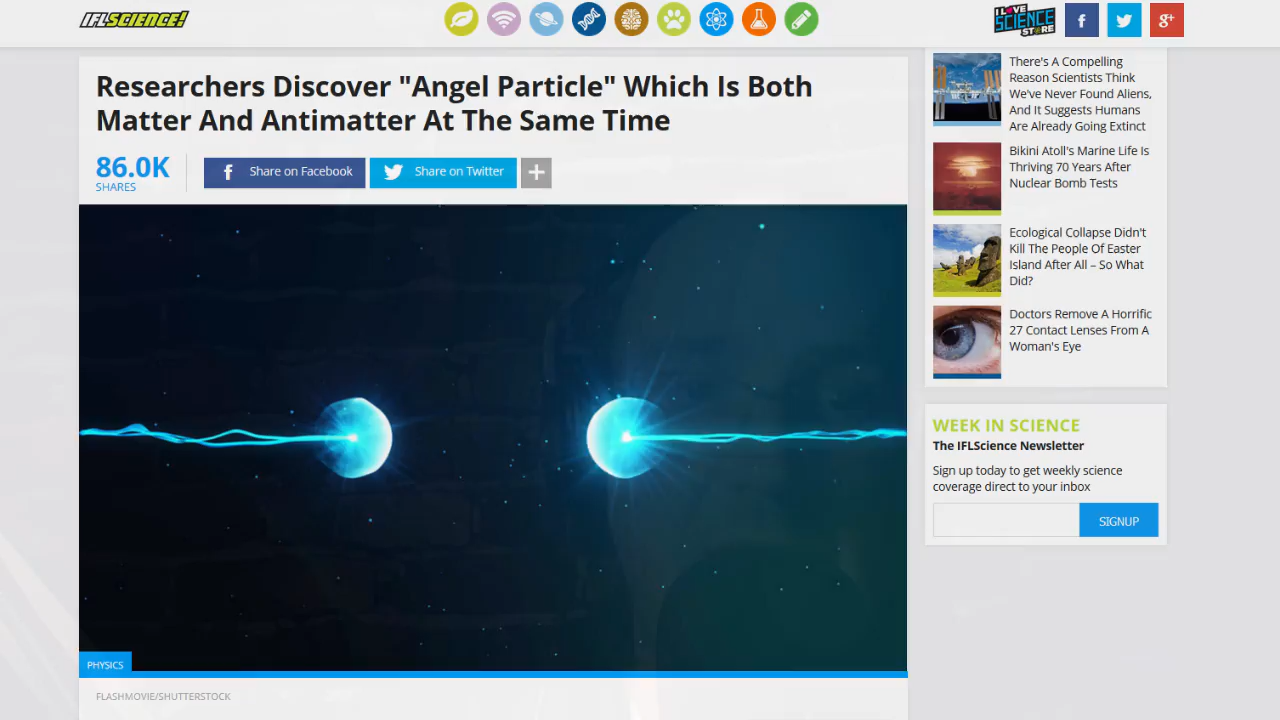 IFLSCIENCE!
I LOVE
SCIENCE
STORE
f
g+
Researchers Discover "Angel Particle" Which Is Both
Matter And Antimatter At The Same Time
86.0K
SHARES
f Share on Facebook
Share on Twitter
+
PHYSICS
FLASHMOVIE/SHUTTERSTOCK
There's A Compelling
Reason Scientists Think
We've Never Found Aliens,
And It Suggests Humans
Are Already Going Extinct
Bikini Atoll's Marine Life Is
Thriving 70 Years After
Nuclear Bomb Tests
Ecological Collapse Didn't
Kill The People Of Easter
Island After All – So What
Did?
Doctors Remove A Horrific
27 Contact Lenses From A
Woman's Eye
WEEK IN SCIENCE
The IFLScience Newsletter
Sign up today to get weekly science
coverage direct to your inbox
SIGNUP